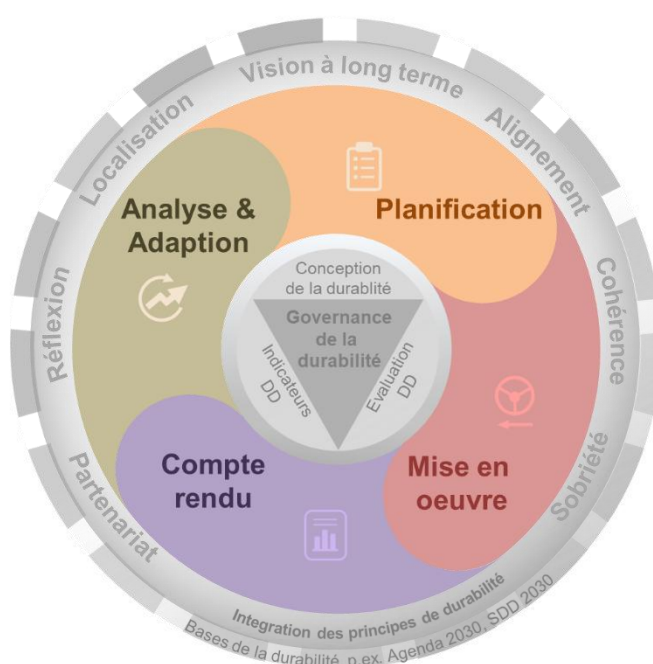 Vision à long terme
Localisation
Alignement
Analyse &
Adaption
Planification
Réflexion
Cohérence
Conception
de la durablité
Governance
de la
durabilité
Indicateurs
DD
Evaluation
DD
Compte
rendu
Mise en
oeuvre
Partenariat
Sobriété
Integration des principes de durabilité
Bases de la durabilité, p.ex. Agenda 2030, SDD 2030